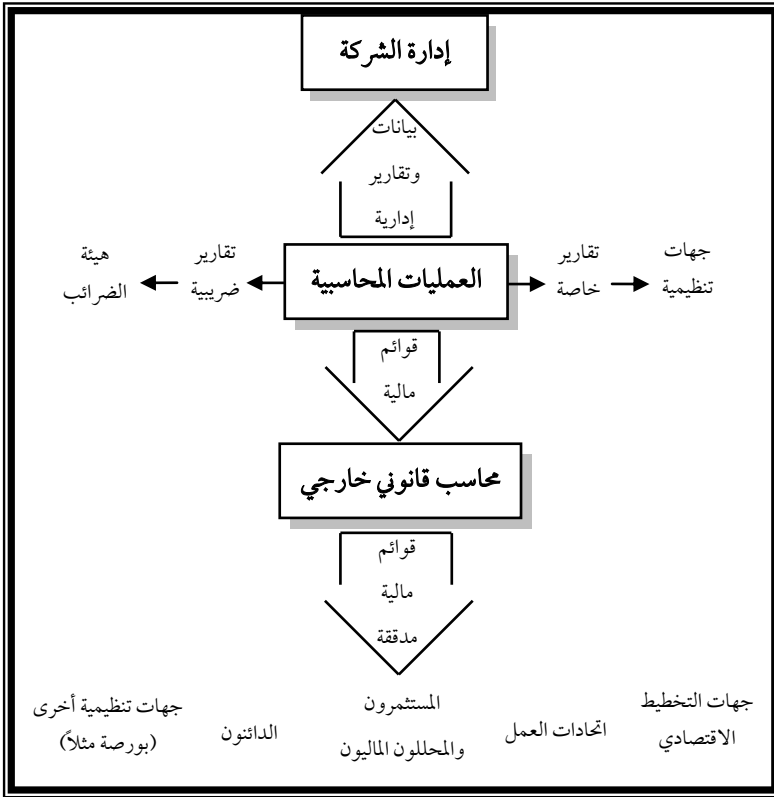 إدارة الشركة
بيانات
وتقارير
إدارية
جهات
تنظيمية
تقارير
خاصة
العمليات المحاسبية
تقارير
ضريبية
هيئة
الضرائب
قوائم
مالية
محاسب قانوني خارجي
قوائم
مالية
مدققة
جهات التخطيط
الاقتصادي
اتحادات العمل
المستثمرون
والمحللون الماليون
الدائنون
جهات تنظيمية أخرى
(بورصة مثلاً)